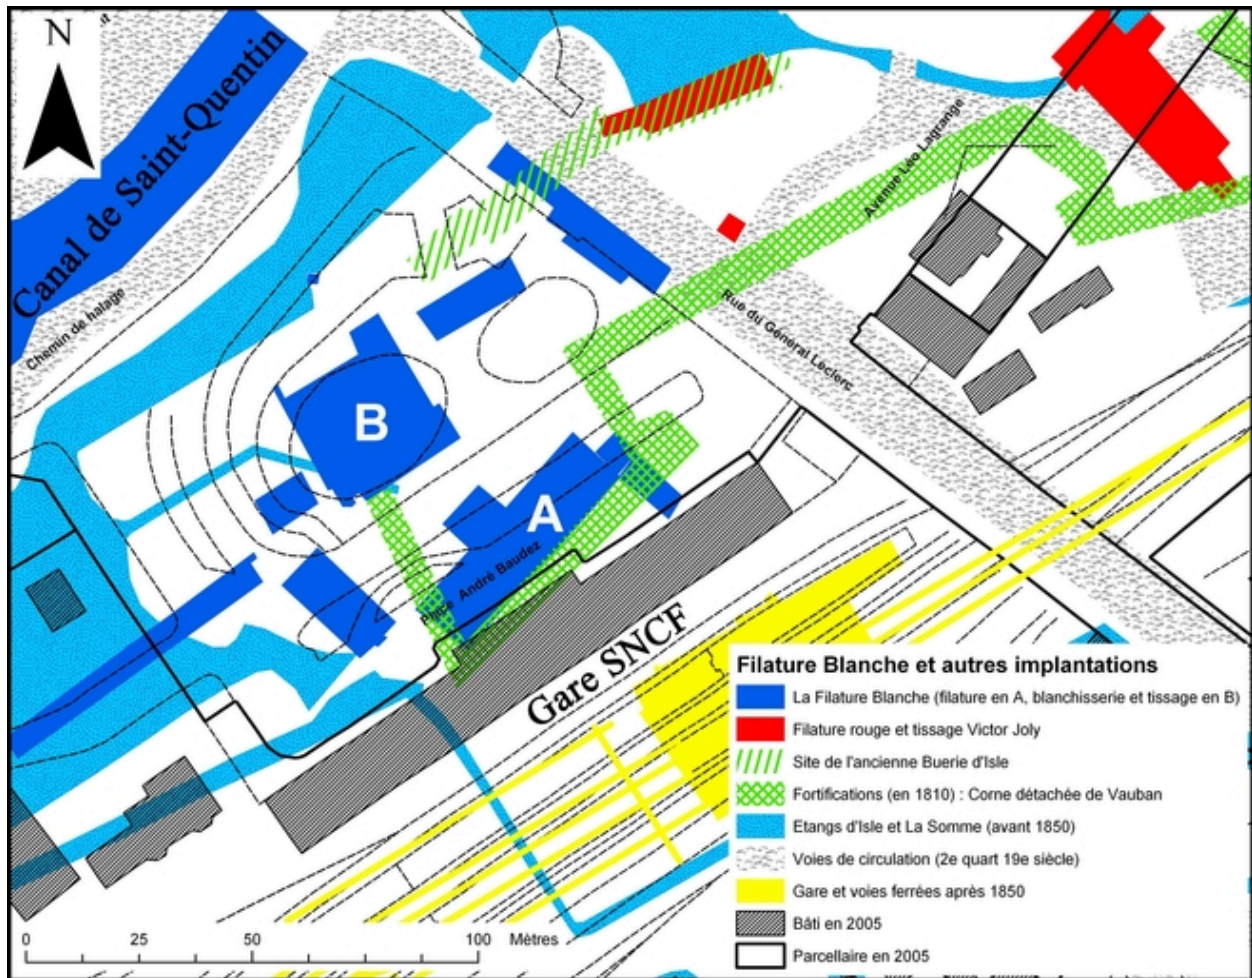 N
Canal de Saint-Quentin
Chemin de halage
Avenue Léo Lagrange
Rue du Général Leclerc
B
A
Place André Baudez
Gare SNCF
Filature Blanche et autres implantations
La Filature Blanche (filature en A, blanchisserie et tissage en B)
Filature rouge et tissage Victor Joly
Site de l'ancienne Buerie d'Isle
Fortifications (en 1810) : Corne détachée de Vauban
Etangs d'Isle et La Somme (avant 1850)
Voies de circulation (2e quart 19e siècle)
Gare et voies ferrées après 1850
Bâti en 2005
Parcellaire en 2005
0 25 50 100 Mètres